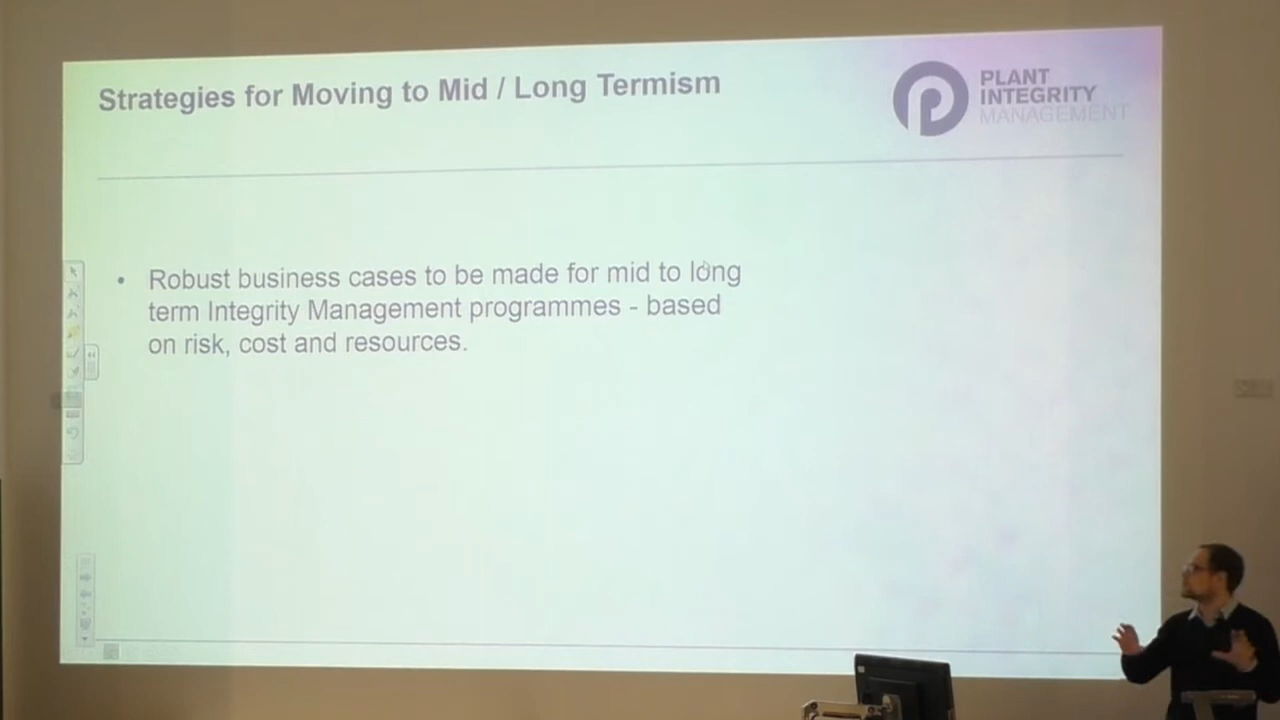 Strategies for Moving to Mid / Long Termism
PLANT
INTEGRITY
MANAGEMENT
• Robust business cases to be made for mid to long
term Integrity Management programmes - based
on risk, cost and resources.